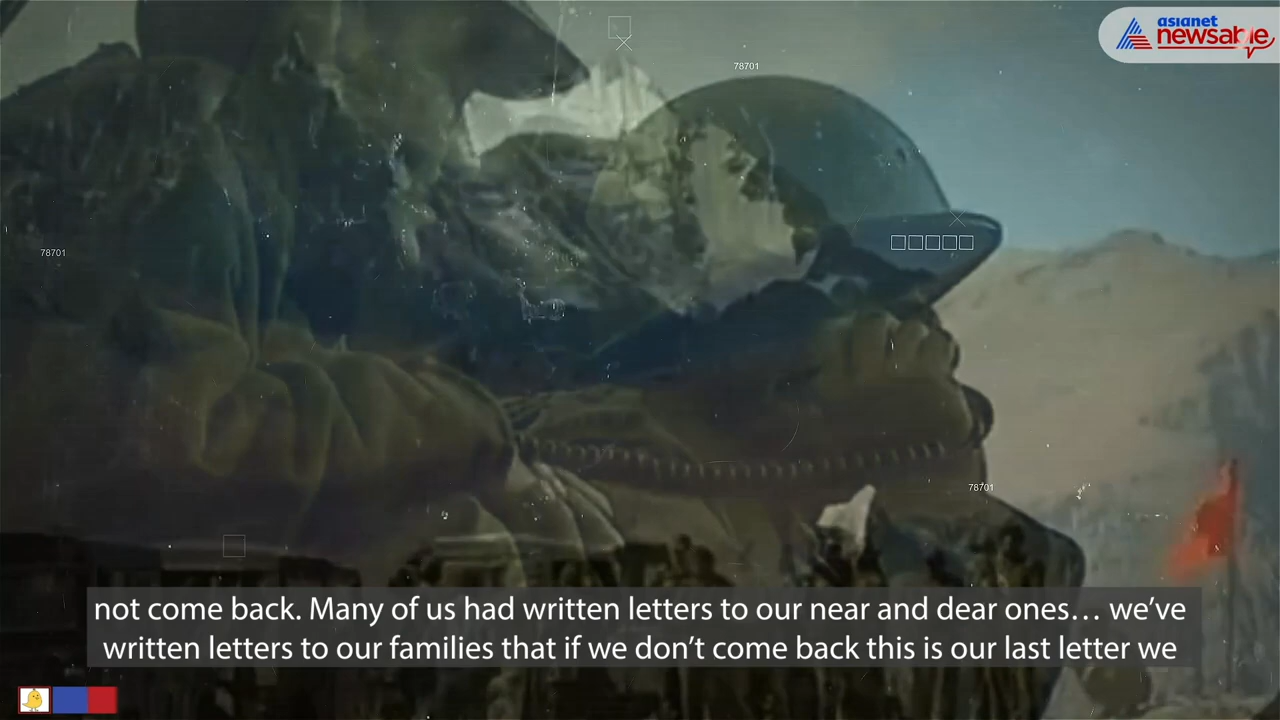 asianet
newsable
78701
78701
□□□□□
78701
not come back. Many of us had written letters to our near and dear ones… we’ve
written letters to our families that if we don’t come back this is our last letter we